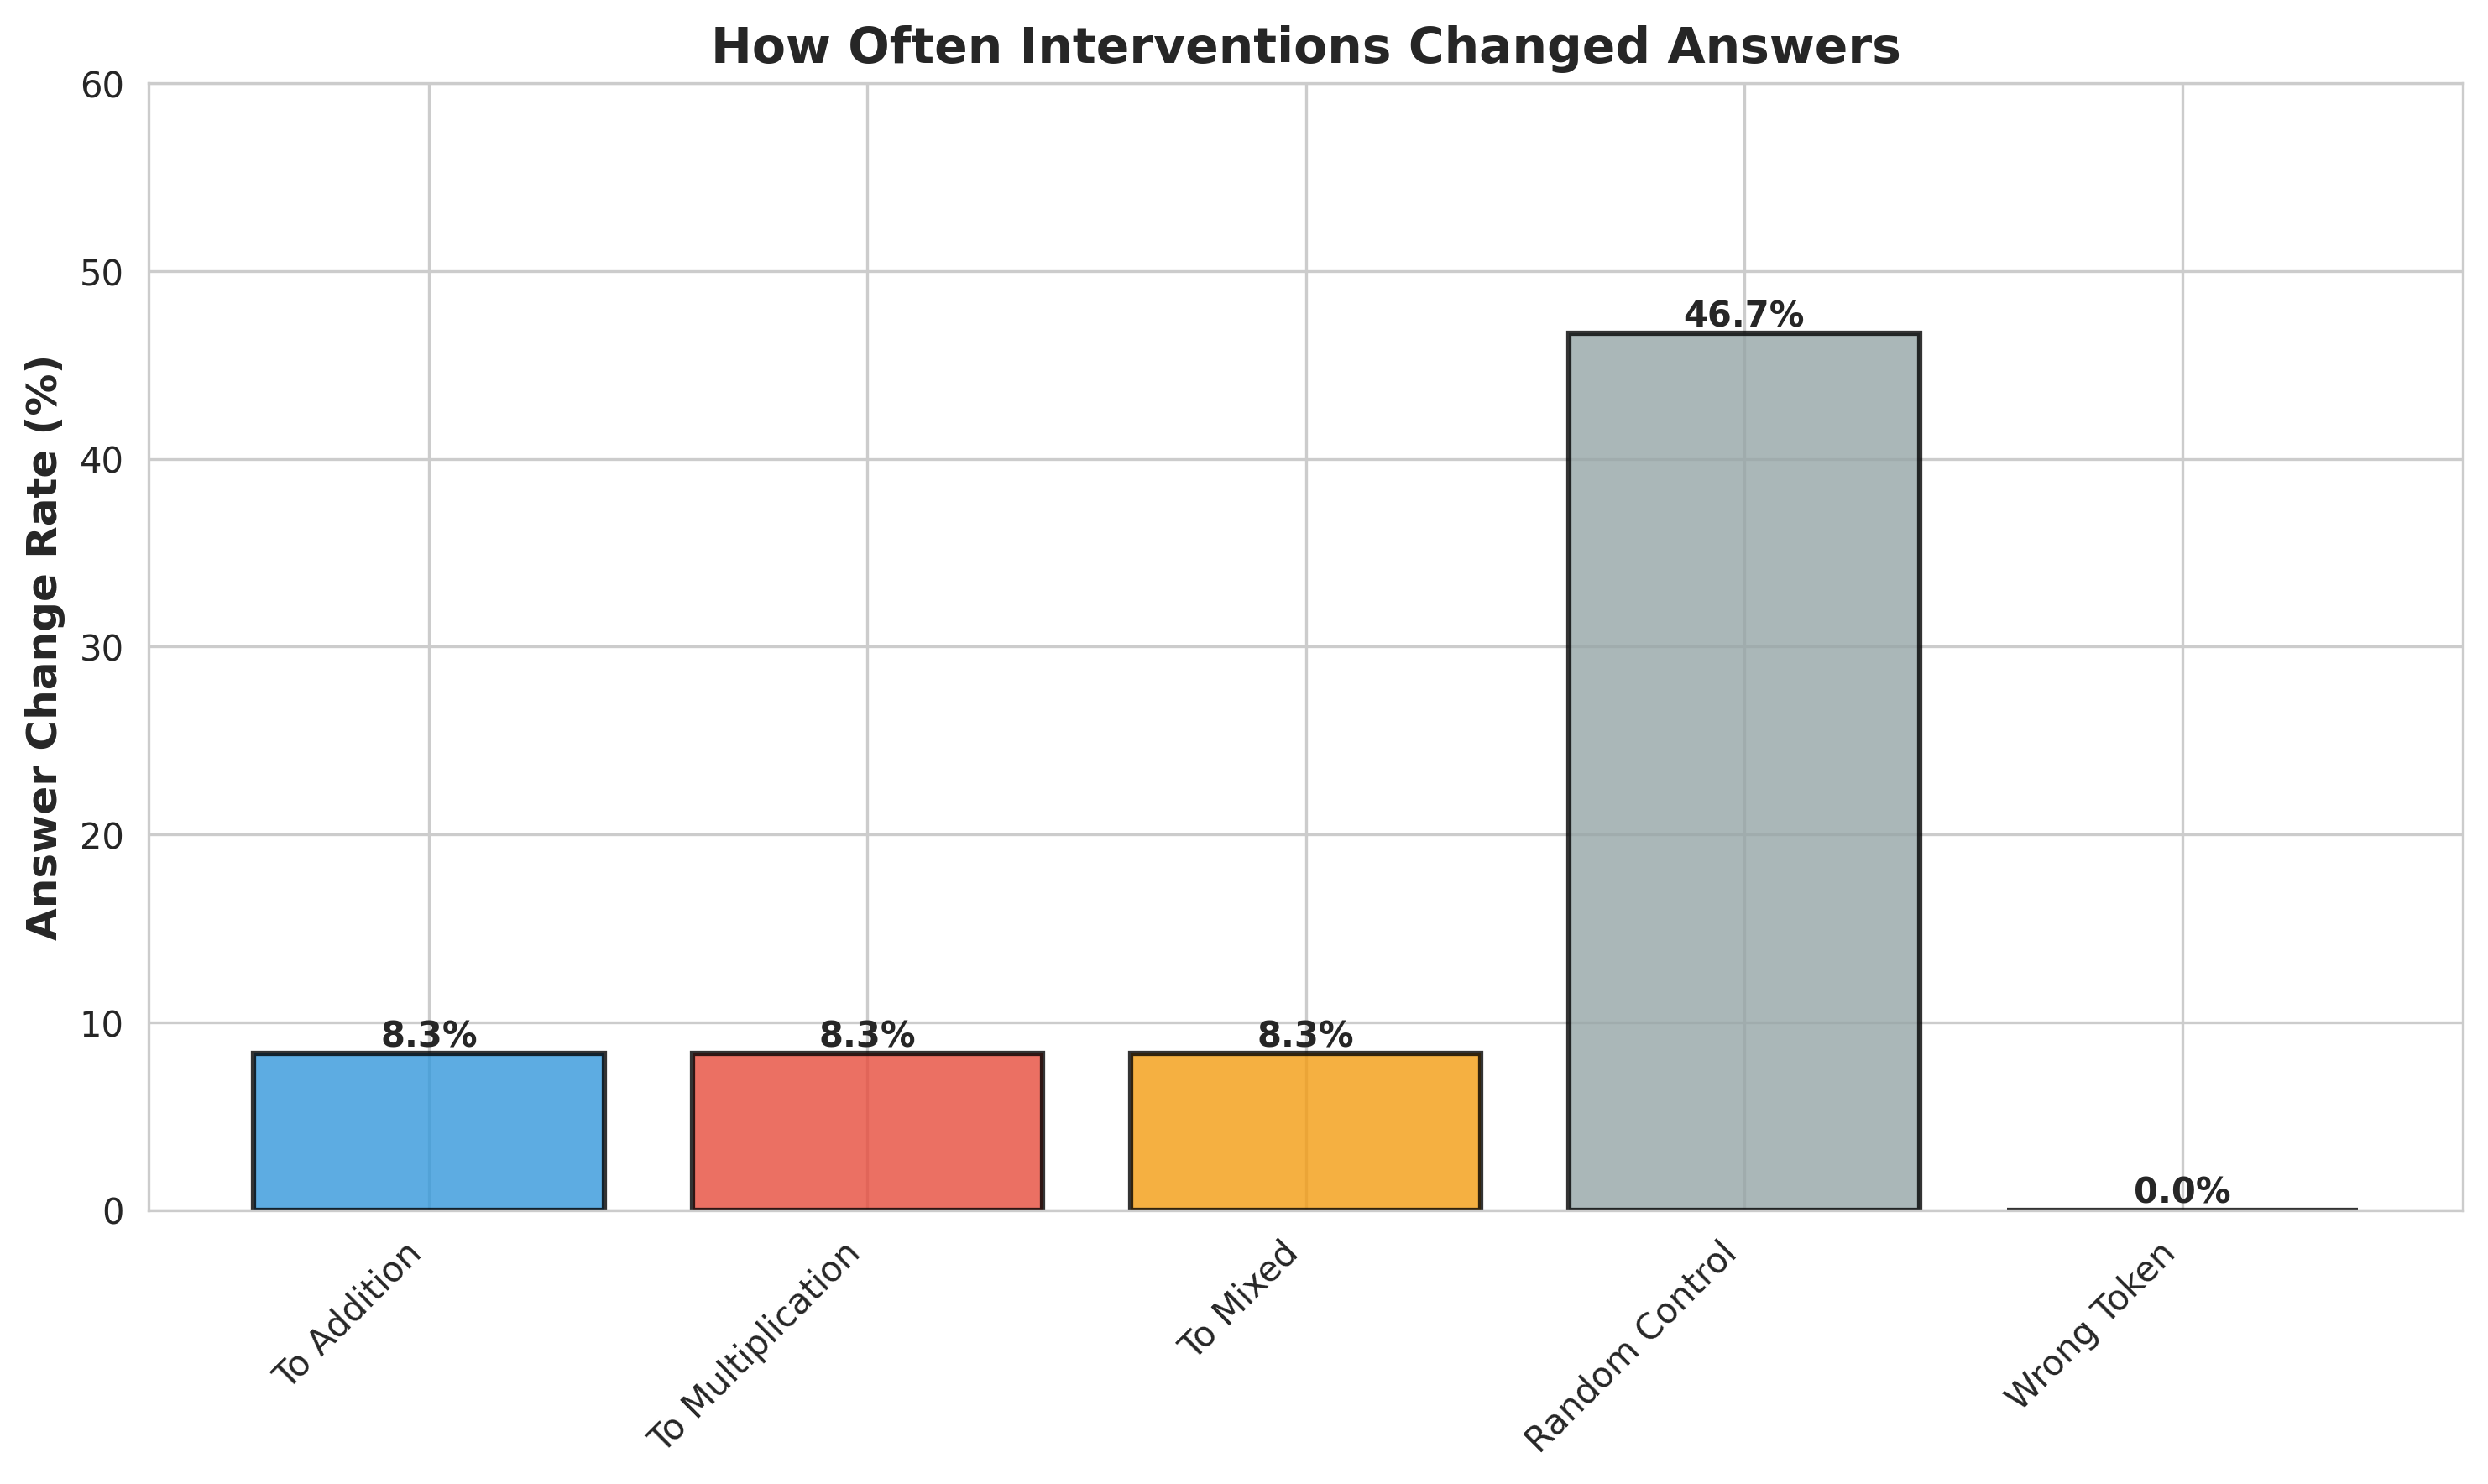 How Often Interventions Changed Answers
Answer Change Rate (%)
60
50
40
30
20
10
0
8.3%
8.3%
8.3%
46.7%
0.0%
To Addition
To Multiplication
To Mixed
Random Control
Wrong Token